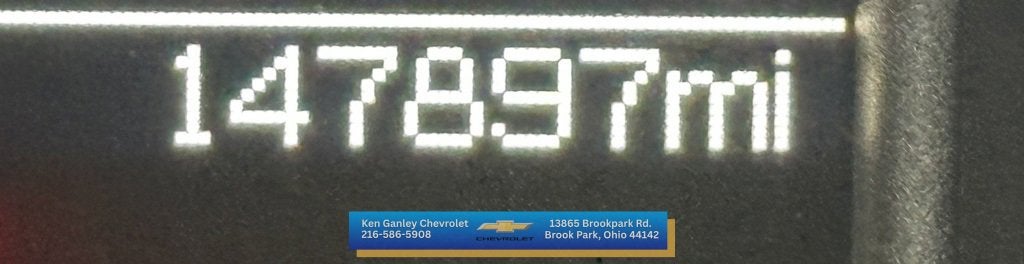 147897mi
Ken Ganley Chevrolet
216-586-5908
CHEVROLET
13865 Brookpark Rd.
Brook Park, Ohio 44142